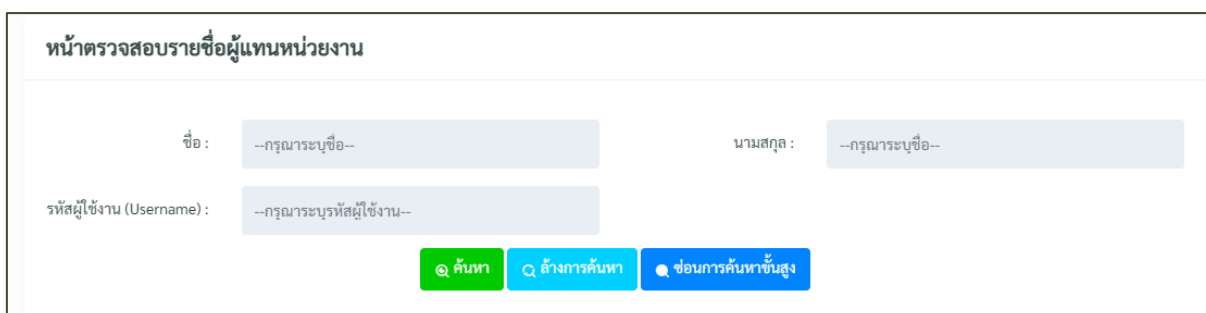 หน้าตรวจสอบรายชื่อผู้แทนหน่วยงาน
ชื่อ : --กรุณาระบุชื่อ-- นามสกุล : --กรุณาระบุชื่อ--
รหัสผู้ใช้งาน (Username) : --กรุณาระบุรหัสผู้ใช้งาน--
ค้นหา ล้างการค้นหา ซ่อนการค้นหาขั้นสูง